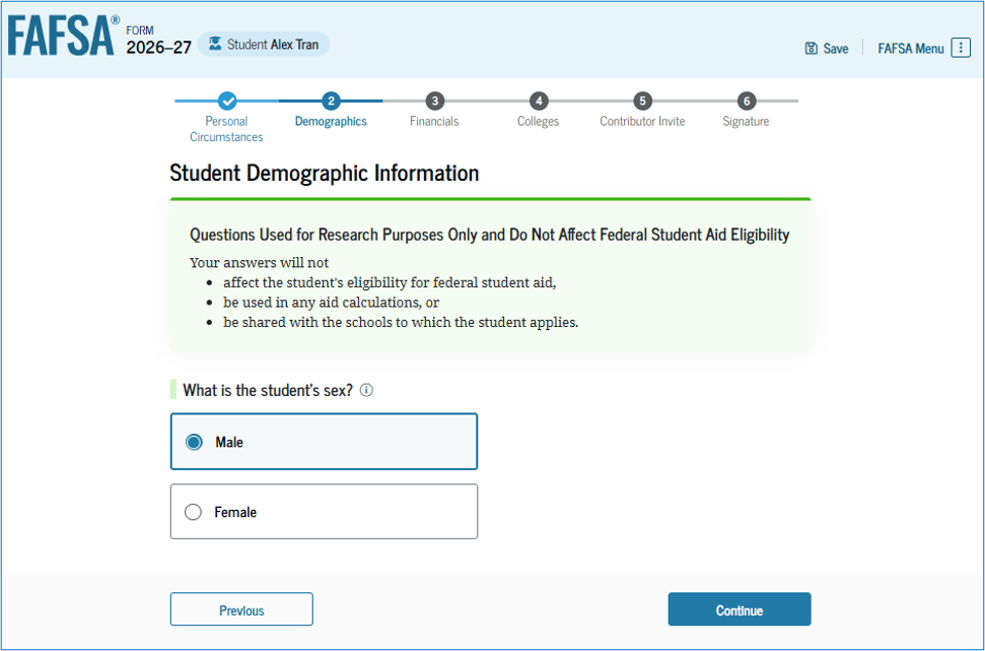 FAFSA® FORM
2026–27
Student Alex Tran
Save
FAFSA Menu
2
3
4
5
6
Personal
Circumstances
Demographics
Financials
Colleges
Contributor Invite
Signature
Student Demographic Information
Questions Used for Research Purposes Only and Do Not Affect Federal Student Aid Eligibility
Your answers will not
• affect the student's eligibility for federal student aid,
• be used in any aid calculations, or
• be shared with the schools to which the student applies.
What is the student's sex?
Male
Female
Previous
Continue